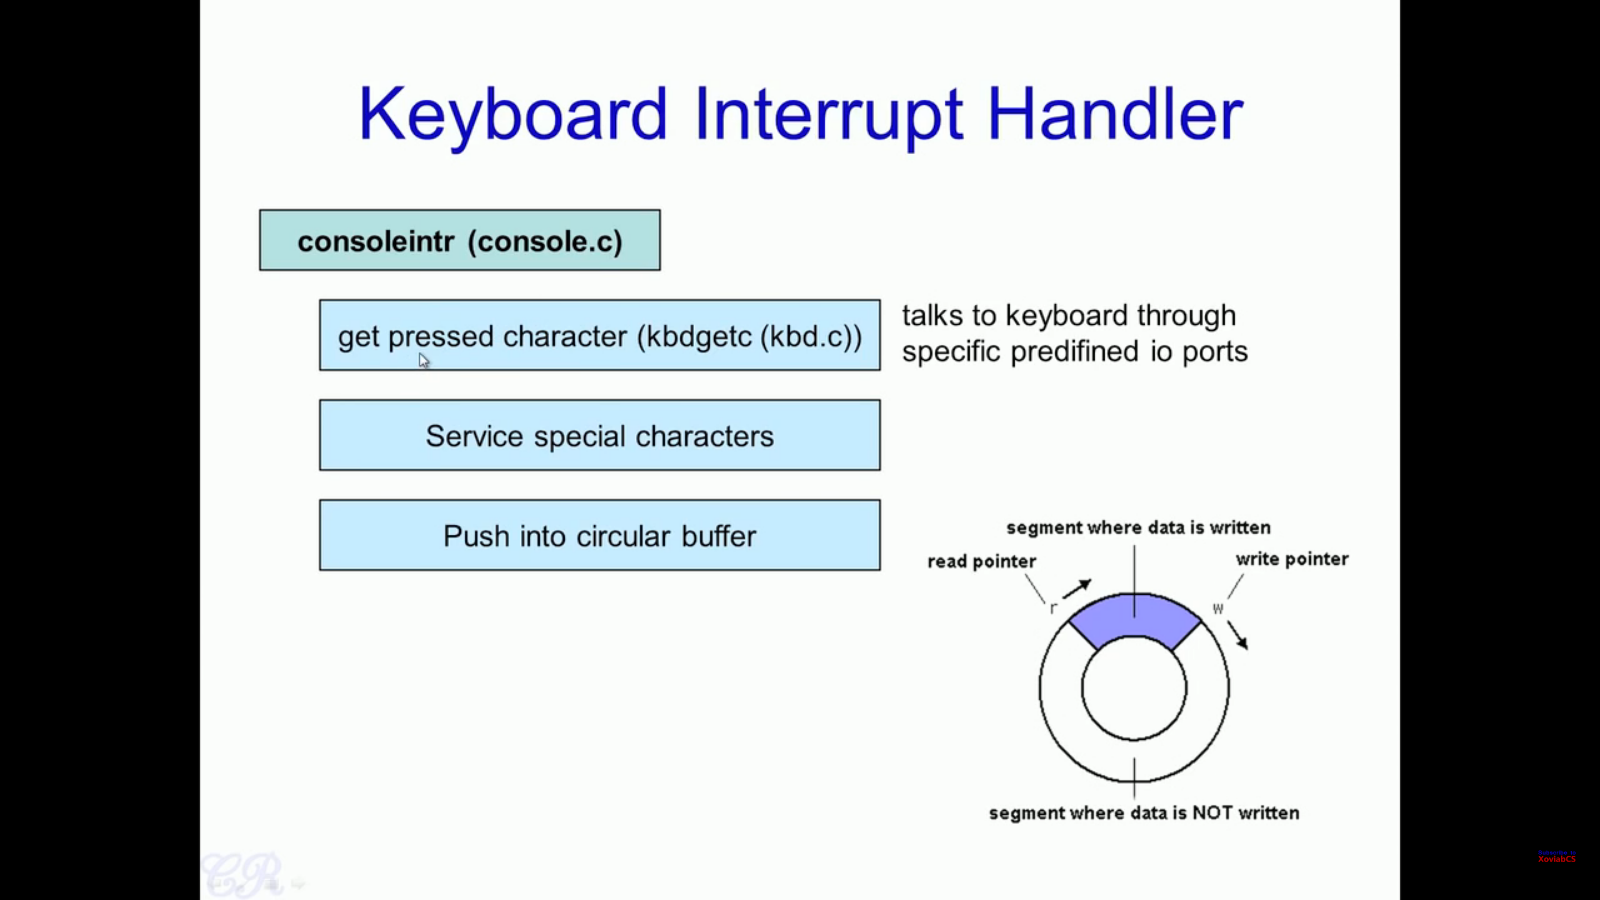 Keyboard Interrupt Handler
consoleintr (console.c)
get pressed character (kbdgetc (kbd.c))
talks to keyboard through
specific predifined io ports
Service special characters
Push into circular buffer
segment where data is written
read pointer
write pointer
r
w
segment where data is NOT written
CR
XovlabCS